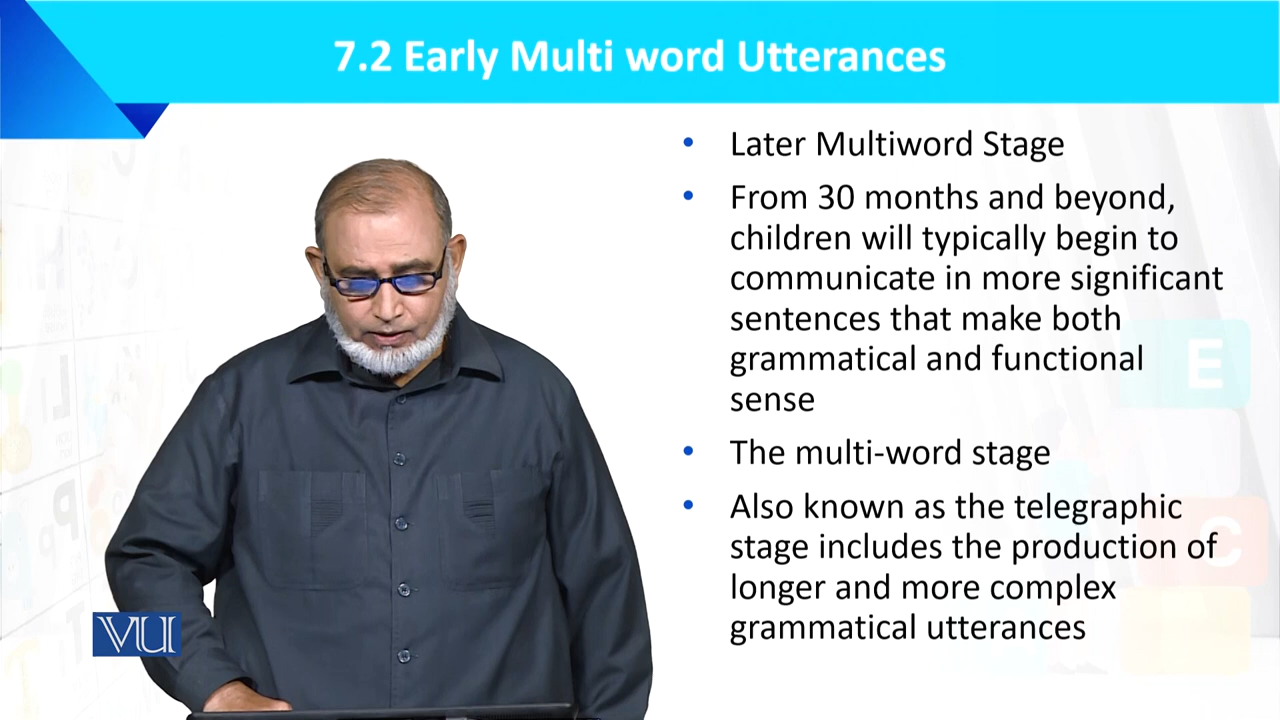 7.2 Early Multi word Utterances
• Later Multiword Stage
• From 30 months and beyond,
children will typically begin to
communicate in more significant
sentences that make both
grammatical and functional
sense
• The multi-word stage
• Also known as the telegraphic
stage includes the production of
longer and more complex
grammatical utterances
VU
E
C
H
L
P